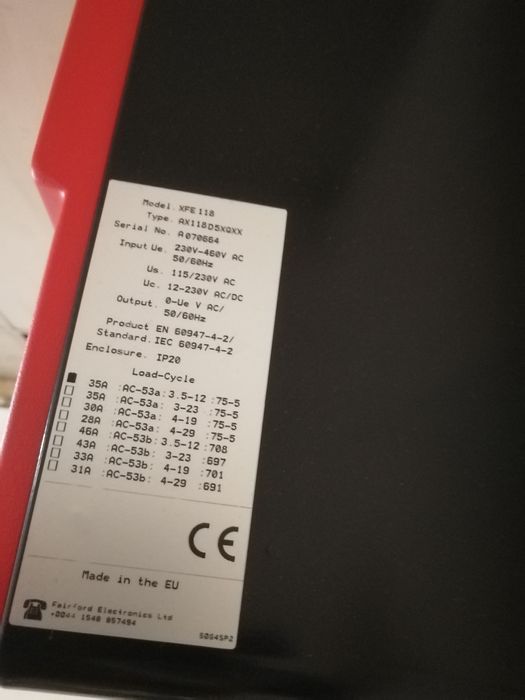 Model. XFE 118
Type. AX118D5XQXX
Serial No. A070664
Input Ue. 230V-460V AC
50/60Hz
Us. 115/230V AC
Uc. 12-230V AC/DC
Output. 0-Ue V AC/
50/60Hz
Product EN 60947-4-2/
Standard. IEC 60947-4-2
Enclosure. IP20
Load-Cycle
35A :AC-53a: 3.5-12 :75-5
35A :AC-53a: 3-23 :75-5
30A :AC-53a: 4-19 :75-5
28A :AC-53a: 4-29 :75-5
46A :AC-53b: 3.5-12 :708
43A :AC-53b: 3-23 :697
33A :AC-53b: 4-19 :701
31A :AC-53b: 4-29 :691
CE
Made in the EU
Fairford Electronics Ltd
+0044 1548 857494
S054SP2